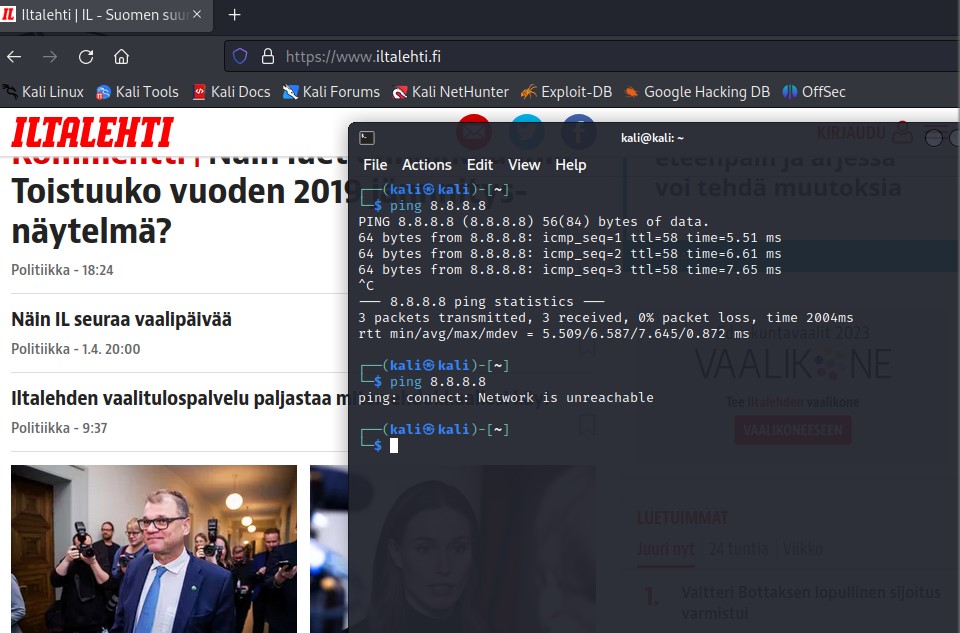 Iltalehti | IL - Suomen suu
https://www.iltalehti.fi
Kali Linux Kali Tools Kali Docs Kali Forums Kali NetHunter Exploit-DB Google Hacking DB OffSec
ILTALEHTI
KIRJAUDU
Toistuuko vuoden 2019
näytelmä?
Politiikka - 18:24
Näin IL seuraa vaalipäivää
Politiikka - 1.4. 20:00
Iltalehden vaalitulospalvelu paljastaa
Politiikka - 9:37
eteenpäin ja arjessa
voi tehdä muutoksia
kali@kali: ~
File Actions Edit View Help
┌──(kali㉿kali)-[~]
└─$ ping 8.8.8.8
PING 8.8.8.8 (8.8.8.8) 56(84) bytes of data.
64 bytes from 8.8.8.8: icmp_seq=1 ttl=58 time=5.51 ms
64 bytes from 8.8.8.8: icmp_seq=2 ttl=58 time=6.61 ms
64 bytes from 8.8.8.8: icmp_seq=3 ttl=58 time=7.65 ms
^C
--- 8.8.8.8 ping statistics ---
3 packets transmitted, 3 received, 0% packet loss, time 2004ms
rtt min/avg/max/mdev = 5.509/6.587/7.645/0.872 ms
┌──(kali㉿kali)-[~]
└─$ ping 8.8.8.8
ping: connect: Network is unreachable
┌──(kali㉿kali)-[~]
└─$
kuntavaalit 2023
VAALIKONE
Tee Iltalehden vaalikone
VAALIKONEESEEN
LUETUIMMAT
Juuri nyt 24 tuntia Viikko
1. Valtteri Bottaksen lopullinen sijoitus
varmistui